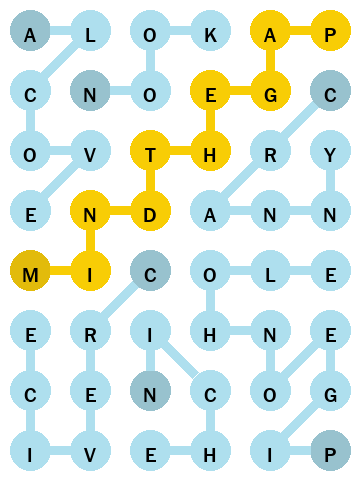 A L O K A P
C N O E G C
O V T H R Y
E N D A N N
M I C O L E
E R I H N E
C E N C O G
I V E H I P